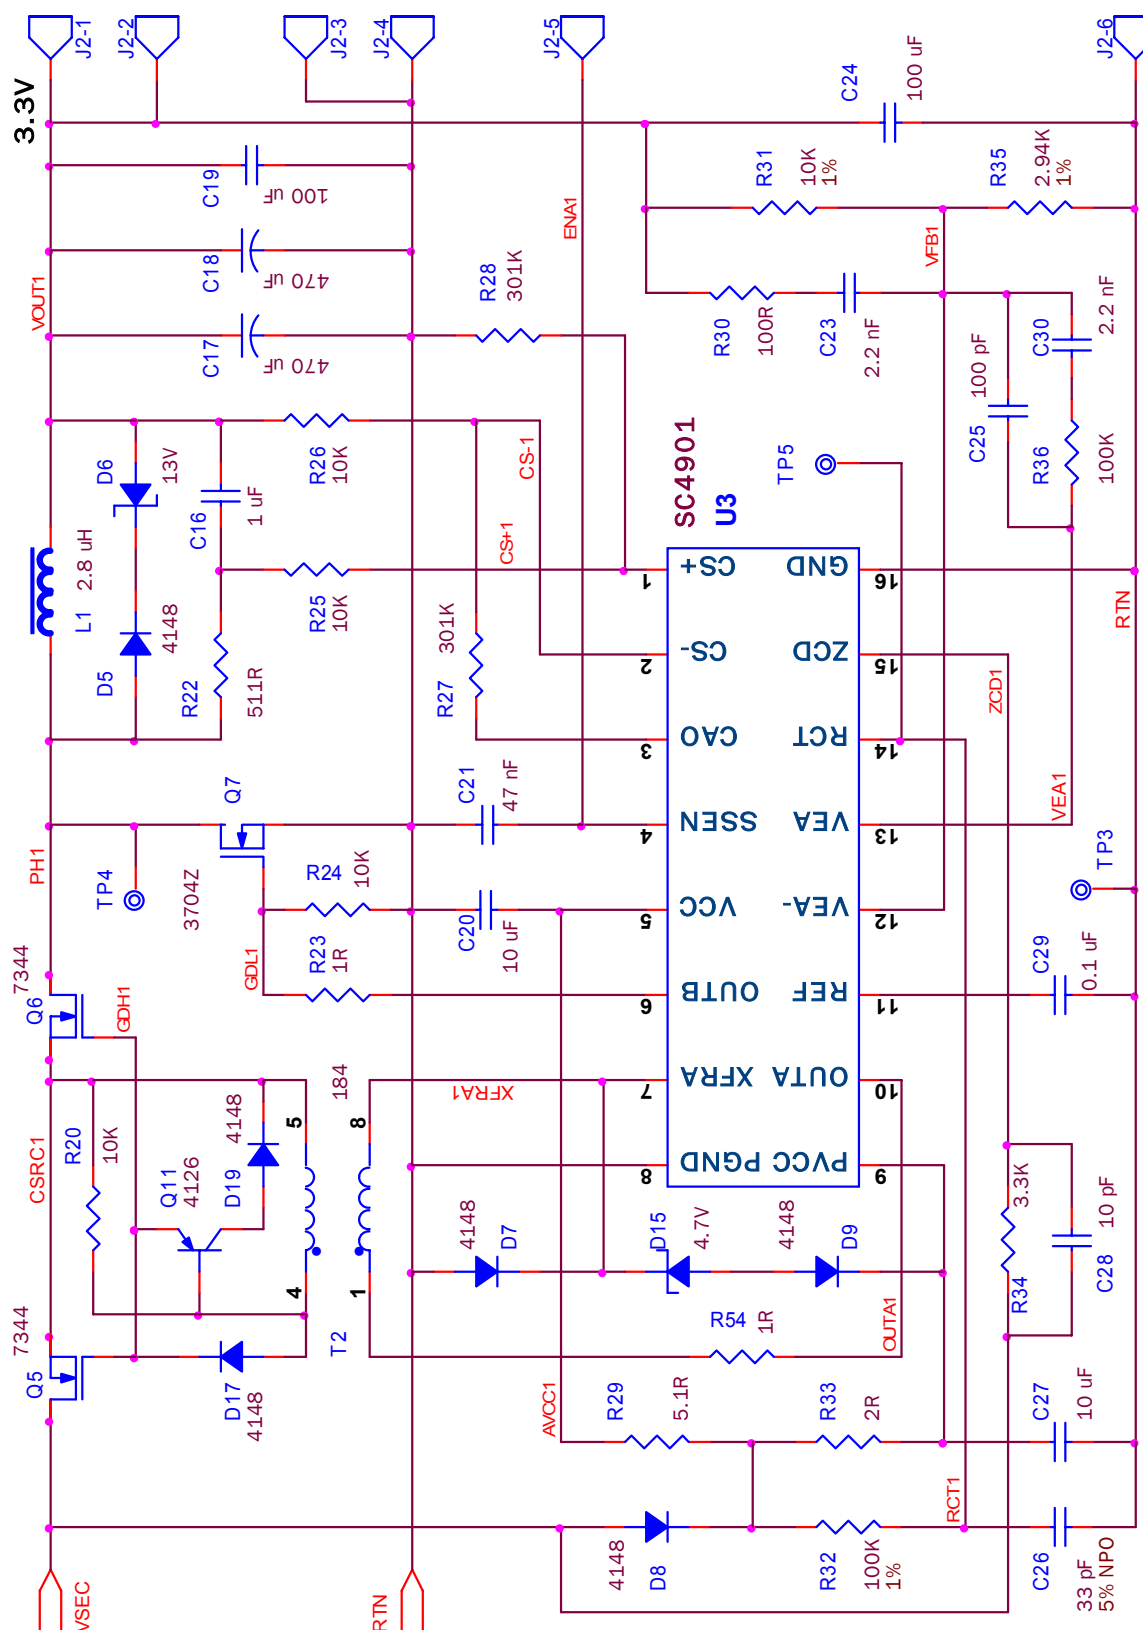 J2-1
J2-2
J2-3
J2-4
J2-5
J2-6
3.3V
C24
100 uF
C19
100 uF
R31
10K
1%
R35
2.94K
1%
ENA1
VFB1
C18
470 uF
VOUT1
R28
301K
C17
470 uF
R30
100R
C23
2.2 nF
C30
2.2 nF
C25
100 pF
R36
100K
D6
13V
C16
1 uF
R26
10K
CS-1
SC4901
U3
TP5
L1
2.8 uH
D5
4148
R22
511R
R25
10K
CS+1
R27
301K
1
CS+
GND
16
2
CS-
ZCD
15
3
CAO
RCT
14
4
SSEN
VEA
13
5
VCC
VEA-
12
6
OUTB
REF
11
7
XFRA
OUTA
10
8
PGND
PVCC
9
RTN
ZCD1
VEA1
TP3
PH1
TP4
Q7
3704Z
R24
10K
C21
47 nF
C20
10 uF
GDL1
R23
1R
C29
0.1 uF
7344
Q6
GDH1
184
5
8
XFRA1
CSRC1
R20
10K
Q11
4126
D19
4148
4
1
T2
4148
D7
D15
4.7V
4148
D9
R34
3.3K
C28
10 pF
R54
1R
OUTA1
7344
Q5
D17
4148
AVCC1
R29
5.1R
R33
2R
C27
10 uF
RCT1
4148
D8
R32
100K
1%
C26
33 pF
5% NPO
VSEC
RTN